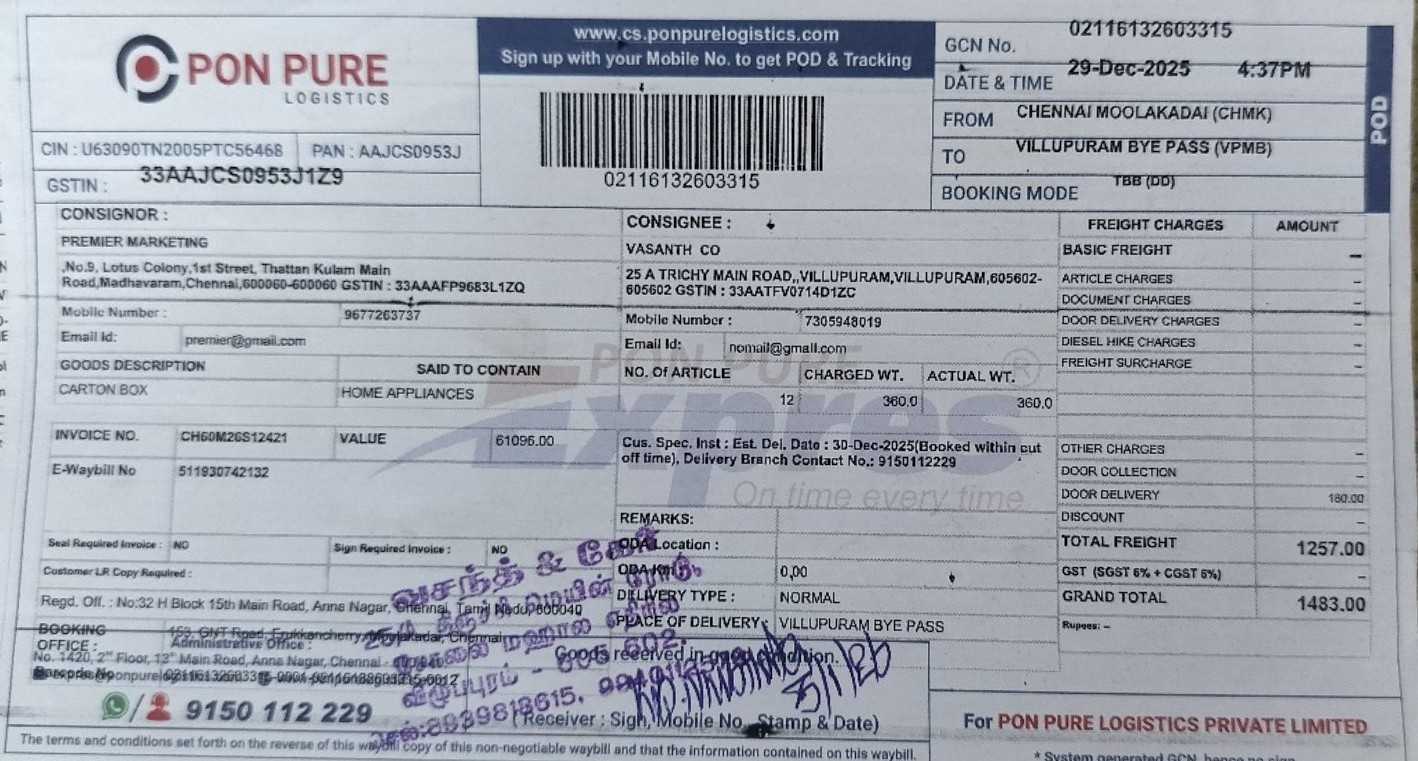 PON PURE
LOGISTICS
www.cs.ponpurelogistics.com
Sign up with your Mobile No. to get POD & Tracking
02116132603315
GCN No. 02116132603315
DATE & TIME 29-Dec-2025 4:37PM
FROM CHENNAI MOOLAKADAI (CHMK)
TO VILLUPURAM BYE PASS (VPMB)
BOOKING MODE TBB (DD)
POD
CIN : U63090TN2005PTC56468 PAN : AAJCS0953J
GSTIN : 33AAJCS0953J1Z9
CONSIGNOR :
PREMIER MARKETING
,No.9, Lotus Colony,1st Street, Thattan Kulam Main
Road,Madhavaram,Chennai,600060-600060 GSTIN : 33AAAFP9683L1ZQ
Mobile Number : 9677263737
Email Id: premier@gmail.com
CONSIGNEE :
VASANTH CO
25 A TRICHY MAIN ROAD,,VILLUPURAM,VILLUPURAM,605602-
605602 GSTIN : 33AATFV0714D1ZC
Mobile Number : 7305948019
Email Id: nomail@gmail.com
GOODS DESCRIPTION SAID TO CONTAIN
CARTON BOX HOME APPLIANCES
NO. Of ARTICLE CHARGED WT. ACTUAL WT.
12 360.0 360.0
INVOICE NO. CH60M26S12421 VALUE 61096.00
E-Waybill No 511930742132
Cus. Spec. Inst : Est. Del. Date : 30-Dec-2025(Booked within cut
off time), Delivery Branch Contact No.: 9150112229
PON PURE
Expres
®
On time every time
Seal Required Invoice : NO Sign Required Invoice : NO
Customer LR Copy Required :
REMARKS:
ODA Location :
ODA Km : 0,00
DELIVERY TYPE : NORMAL
PLACE OF DELIVERY : VILLUPURAM BYE PASS
FREIGHT CHARGES AMOUNT
BASIC FREIGHT –
ARTICLE CHARGES –
DOCUMENT CHARGES –
DOOR DELIVERY CHARGES –
DIESEL HIKE CHARGES –
FREIGHT SURCHARGE –
OTHER CHARGES –
DOOR COLLECTION –
DOOR DELIVERY 180.00
DISCOUNT –
TOTAL FREIGHT 1257.00
GST (SGST 6% + CGST 6%) –
GRAND TOTAL 1483.00
Rupees: –
Regd. Off. : No:32 H Block 15th Main Road, Anna Nagar, Chennai, Tamil Nadu, 600040
BOOKING
OFFICE :
GNT Road, Erukkancherry, Moolakadai, Chennai
Administrative Office :
No. 1420, 2nd Floor, 13th Main Road, Anna Nagar, Chennai -
9150 112 229
வசந்த் & கோ
மெயின் ரோடு
விழுப்புரம் - 605 602.
Goods received in good condition.
5/1/26
(Receiver : Sign, Mobile No., Stamp & Date)
For PON PURE LOGISTICS PRIVATE LIMITED
The terms and conditions set forth on the reverse of this waybill copy of this non-negotiable waybill and that the information contained on this waybill.
* System generated GCN, hence no sign